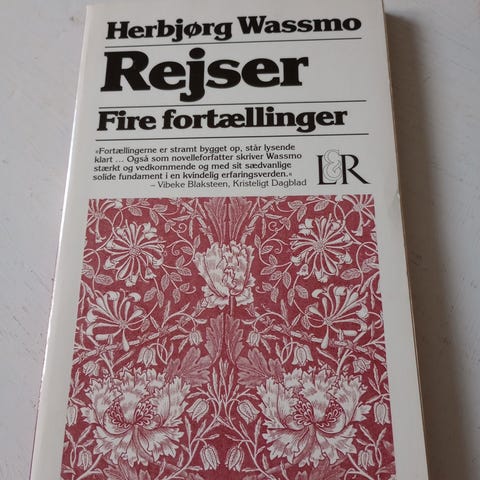 Herbjørg Wassmo
Rejser
Fire fortællinger
»Fortællingerne er stramt bygget op, står lysende
klart ... Også som novelleforfatter skriver Wassmo
stærkt og vedkommende og med sit sædvanlige
solide fundament i en kvindelig erfaringsverden.«
– Vibeke Blaksteen, Kristeligt Dagblad
L&R